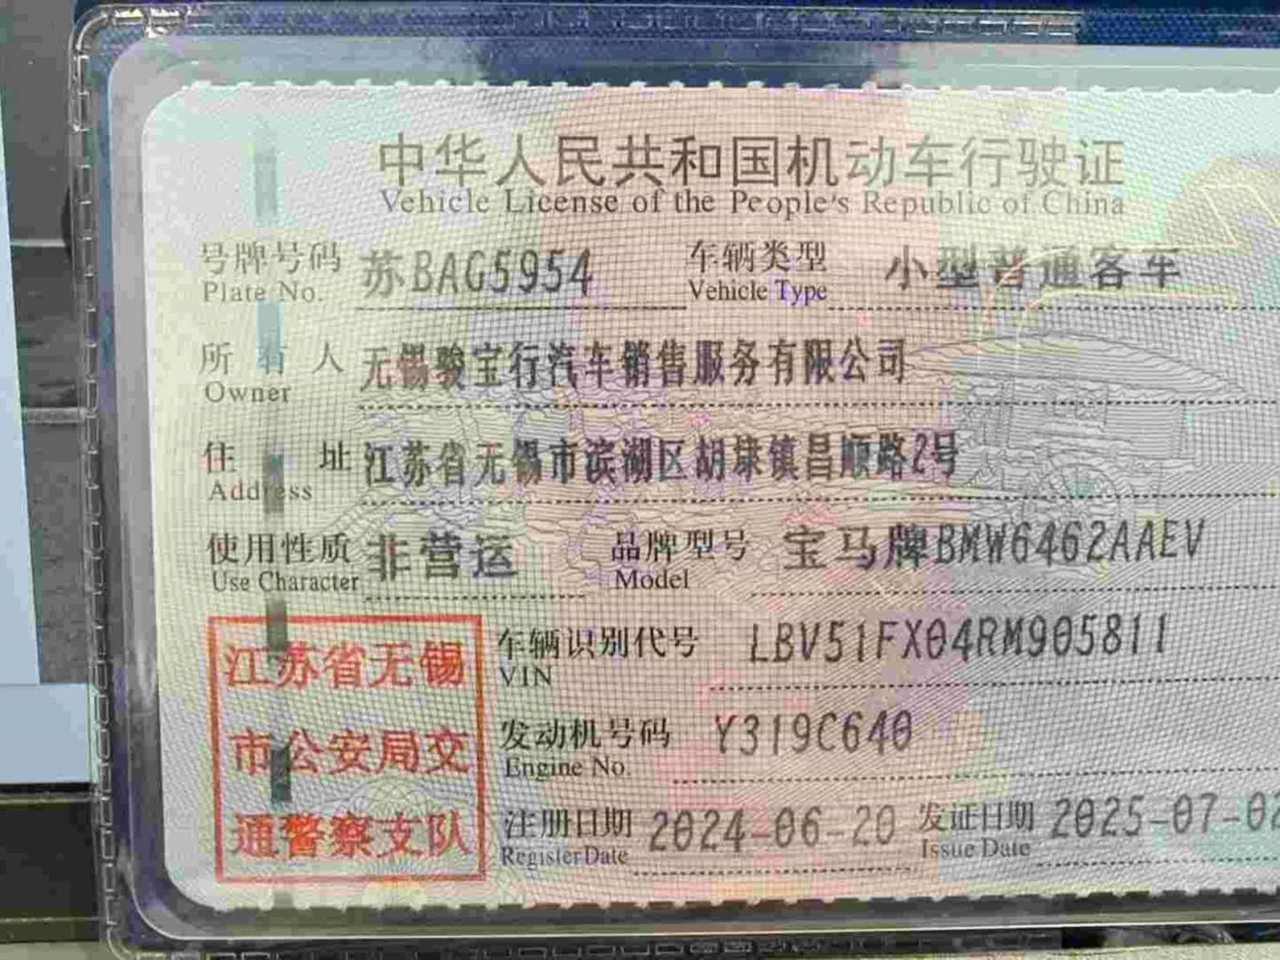 中华人民共和国机动车行驶证
Vehicle License of the People's Republic of China
号牌号码 苏BAG5954 车辆类型 小型普通客车
Plate No. Vehicle Type
所有人 无锡骏宝行汽车销售服务有限公司
Owner
住址 江苏省无锡市滨湖区胡埭镇昌顺路2号
Address
使用性质 非营运 品牌型号 宝马牌BMW6462AAEV
Use Character Model
车辆识别代号 LBV51FX04RM905811
VIN
发动机号码 Y319C640
Engine No.
注册日期 2024-06-20 发证日期 2025-07-0
Register Date Issue Date
江苏省无锡
市公安局交
通警察支队